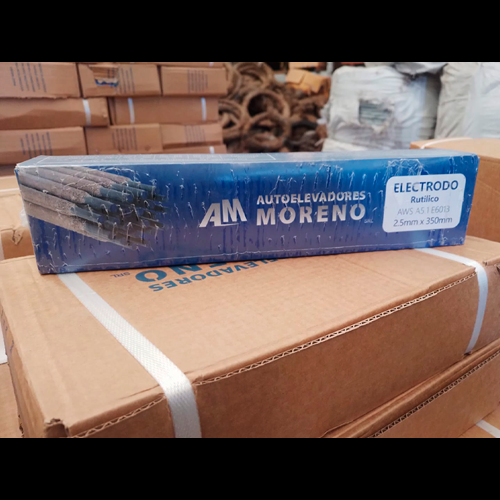 AM
AUTOELEVADORES
MORENO
ELECTRODO
Rutílico
AWS A5.1 E6013
2.5mm x 350mm